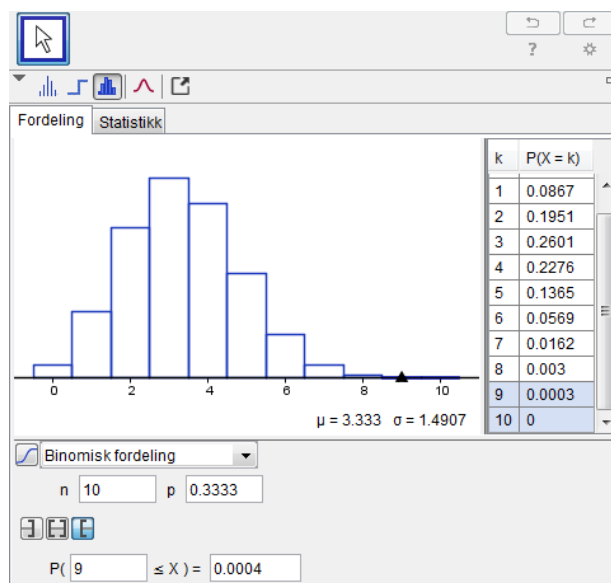 ?
Fordeling Statistikk
k P(X = k)
1 0.0867
2 0.1951
3 0.2601
4 0.2276
5 0.1365
6 0.0569
7 0.0162
8 0.003
9 0.0003
10 0
0 2 4 6 8 10
μ = 3.333 σ = 1.4907
Binomisk fordeling
n 10 p 0.3333
P( 9 ≤ X ) = 0.0004